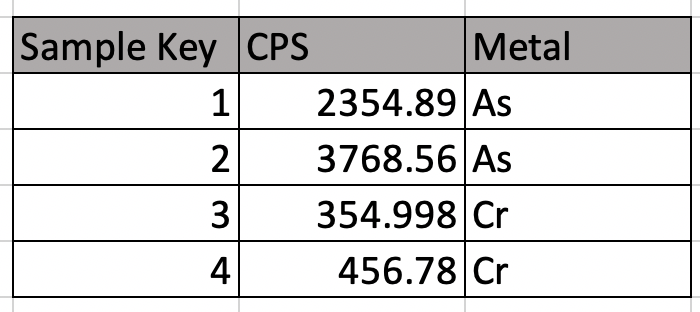 Sample Key CPS Metal
1 2354.89 As
2 3768.56 As
3 354.998 Cr
4 456.78 Cr